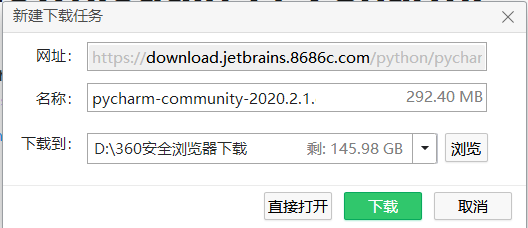 新建下载任务
网址： https://download.jetbrains.8686c.com/python/pychar
名称： pycharm-community-2020.2.1. 292.40 MB
下载到： D:\360安全浏览器下载 剩: 145.98 GB 浏览
直接打开 下载 取消